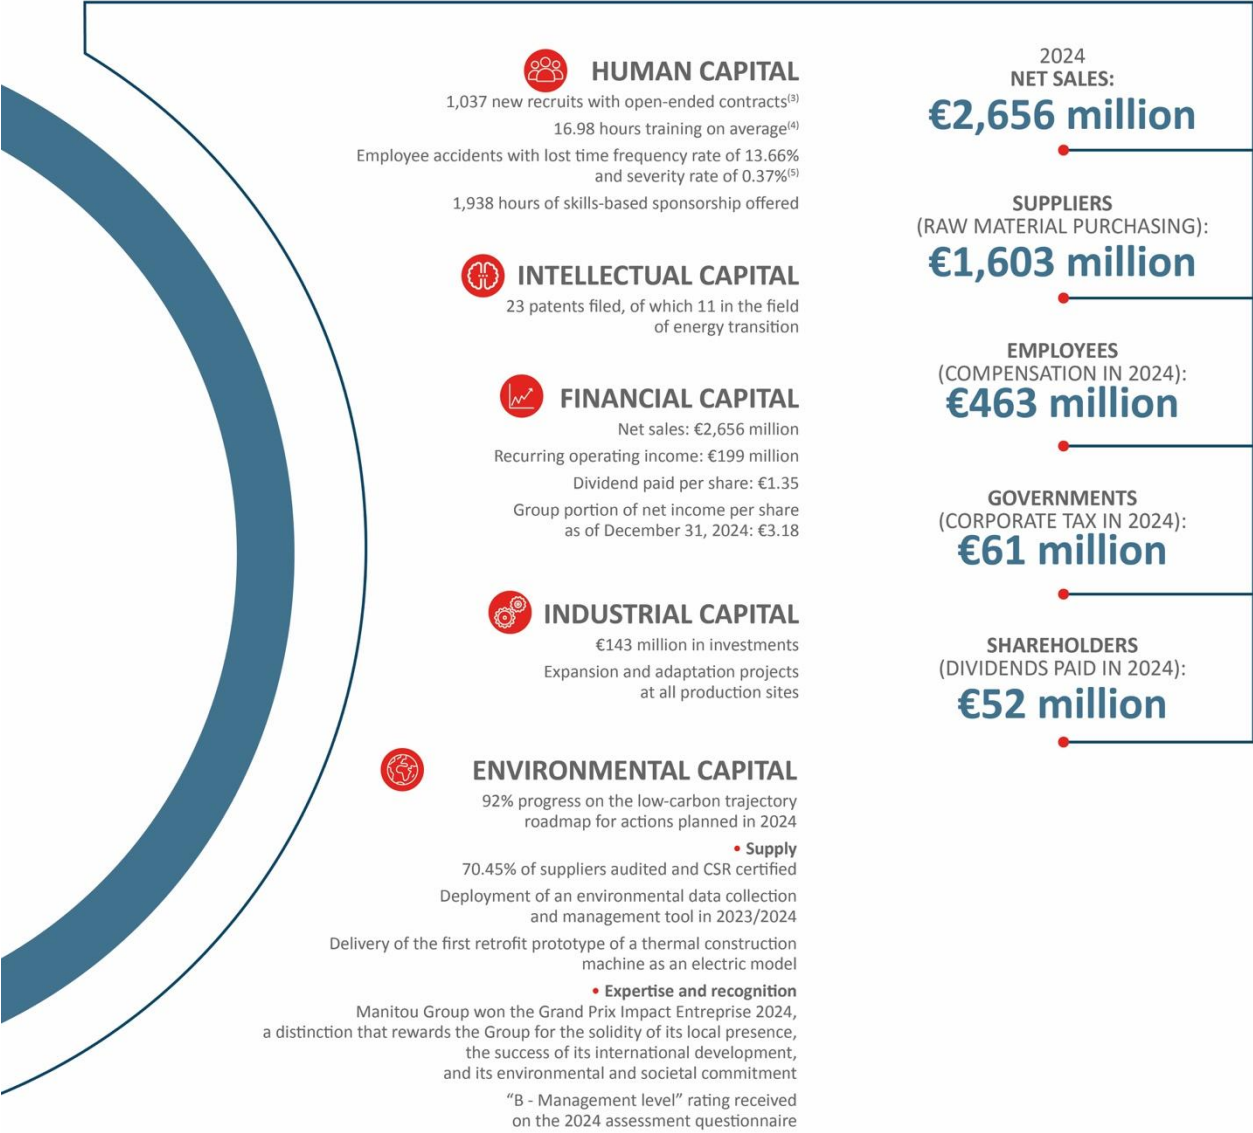 HUMAN CAPITAL
1,037 new recruits with open-ended contracts(3)
16.98 hours training on average(4)
Employee accidents with lost time frequency rate of 13.66%
and severity rate of 0.37%(5)
1,938 hours of skills-based sponsorship offered
INTELLECTUAL CAPITAL
23 patents filed, of which 11 in the field
of energy transition
FINANCIAL CAPITAL
Net sales: €2,656 million
Recurring operating income: €199 million
Dividend paid per share: €1.35
Group portion of net income per share
as of December 31, 2024: €3.18
INDUSTRIAL CAPITAL
€143 million in investments
Expansion and adaptation projects
at all production sites
ENVIRONMENTAL CAPITAL
92% progress on the low-carbon trajectory
roadmap for actions planned in 2024
• Supply
70.45% of suppliers audited and CSR certified
Deployment of an environmental data collection
and management tool in 2023/2024
Delivery of the first retrofit prototype of a thermal construction
machine as an electric model
• Expertise and recognition
Manitou Group won the Grand Prix Impact Entreprise 2024,
a distinction that rewards the Group for the solidity of its local presence,
the success of its international development,
and its environmental and societal commitment
“B - Management level” rating received
on the 2024 assessment questionnaire
2024
NET SALES:
€2,656 million
SUPPLIERS
(RAW MATERIAL PURCHASING):
€1,603 million
EMPLOYEES
(COMPENSATION IN 2024):
€463 million
GOVERNMENTS
(CORPORATE TAX IN 2024):
€61 million
SHAREHOLDERS
(DIVIDENDS PAID IN 2024):
€52 million